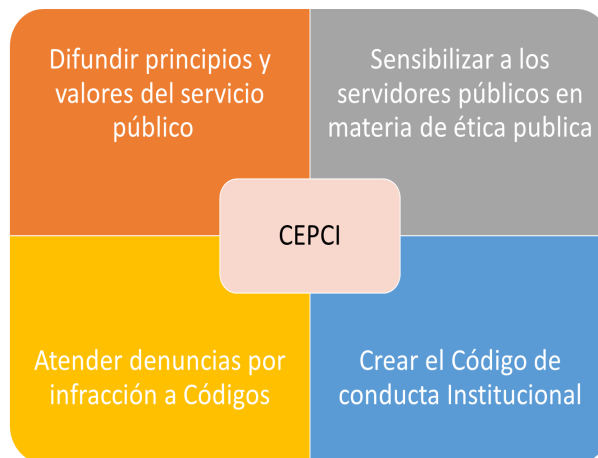 Difundir principios y
valores del servicio
público
Sensibilizar a los
servidores públicos en
materia de ética publica
CEPCI
Atender denuncias por
infracción a Códigos
Crear el Código de
conducta Institucional